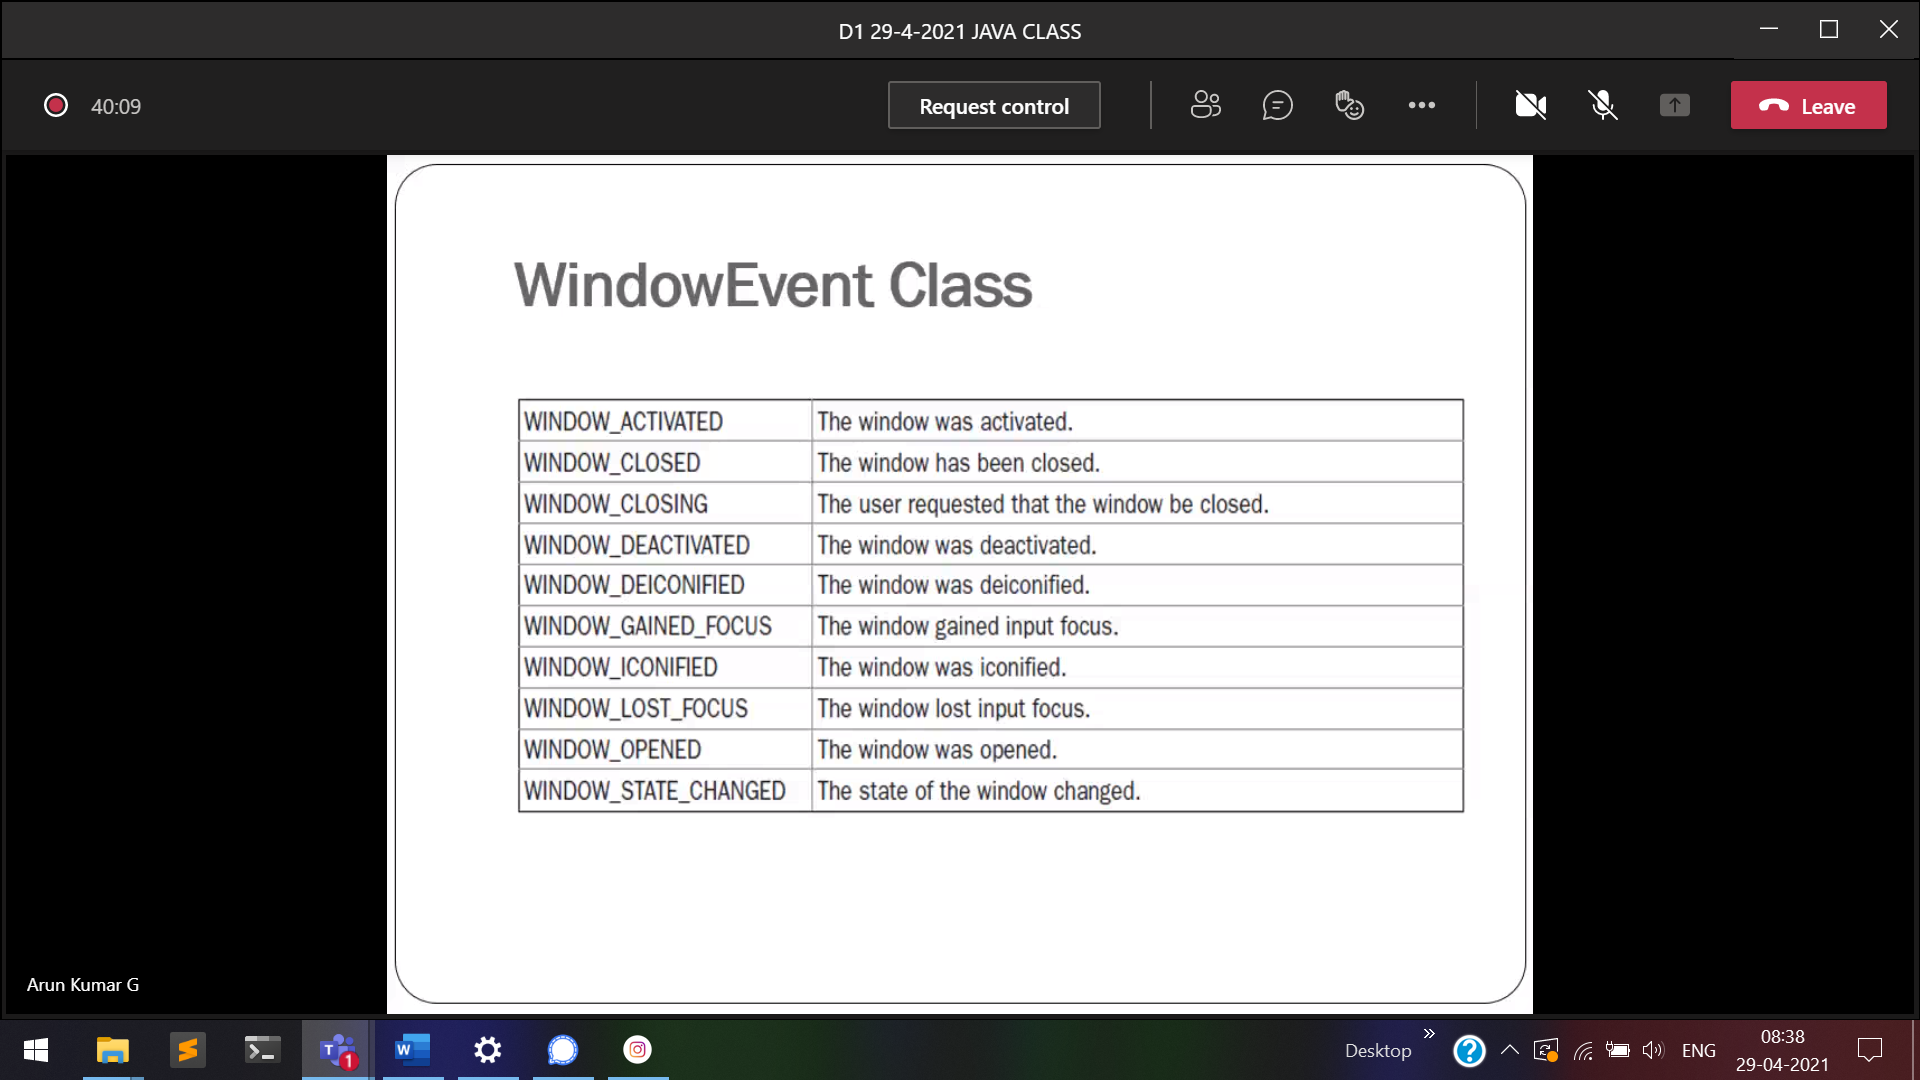 D1 29-4-2021 JAVA CLASS
40:09
Request control
Leave
WindowEvent Class
WINDOW_ACTIVATED The window was activated.
WINDOW_CLOSED The window has been closed.
WINDOW_CLOSING The user requested that the window be closed.
WINDOW_DEACTIVATED The window was deactivated.
WINDOW_DEICONIFIED The window was deiconified.
WINDOW_GAINED_FOCUS The window gained input focus.
WINDOW_ICONIFIED The window was iconified.
WINDOW_LOST_FOCUS The window lost input focus.
WINDOW_OPENED The window was opened.
WINDOW_STATE_CHANGED The state of the window changed.
Arun Kumar G
T 1
W
Desktop
»
?
ENG
08:38
29-04-2021